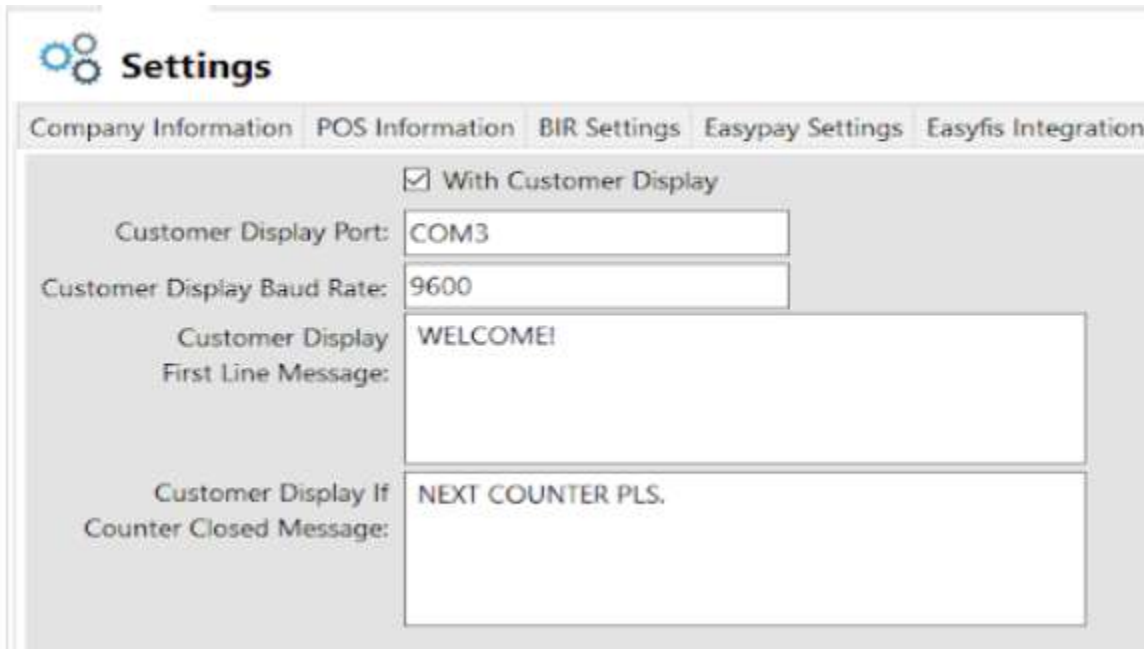 Settings
Company Information POS Information BIR Settings Easypay Settings Easyfis Integration
With Customer Display
Customer Display Port: COM3
Customer Display Baud Rate: 9600
Customer Display
First Line Message:
WELCOME!
Customer Display If
Counter Closed Message:
NEXT COUNTER PLS.